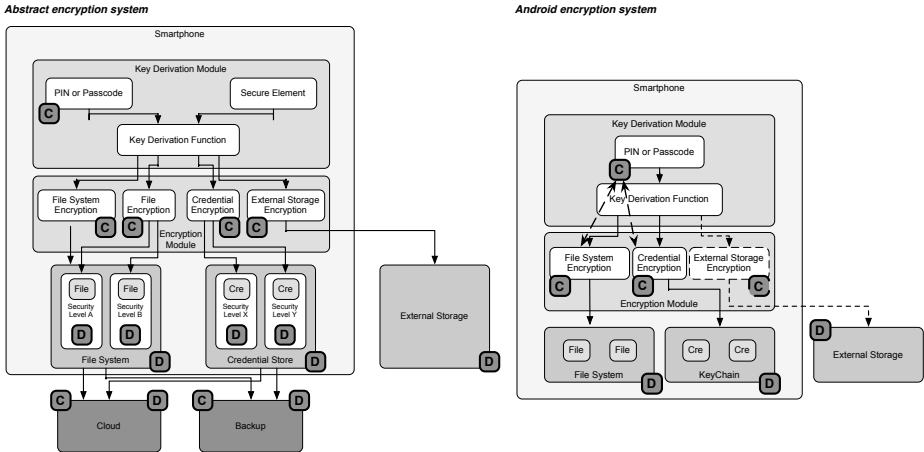 Abstract encryption system
Smartphone
Key Derivation Module
PIN or Passcode
Secure Element
C
Key Derivation Function
File System
Encryption
File
Encryption
Credential
Encryption
External Storage
Encryption
C
C
C
C
Encryption
Module
File
File
Cre
Cre
Security
Level A
Security
Level B
Security
Level X
Security
Level Y
D
D
D
D
File System
D
Credential Store
D
External Storage
D
C
D
C
D
Cloud
Backup
Android encryption system
Smartphone
Key Derivation Module
PIN or Passcode
C
Key Derivation Function
File System
Encryption
Credential
Encryption
External Storage
Encryption
C
C
C
Encryption Module
File
File
Cre
Cre
File System
D
KeyChain
D
D
External Storage